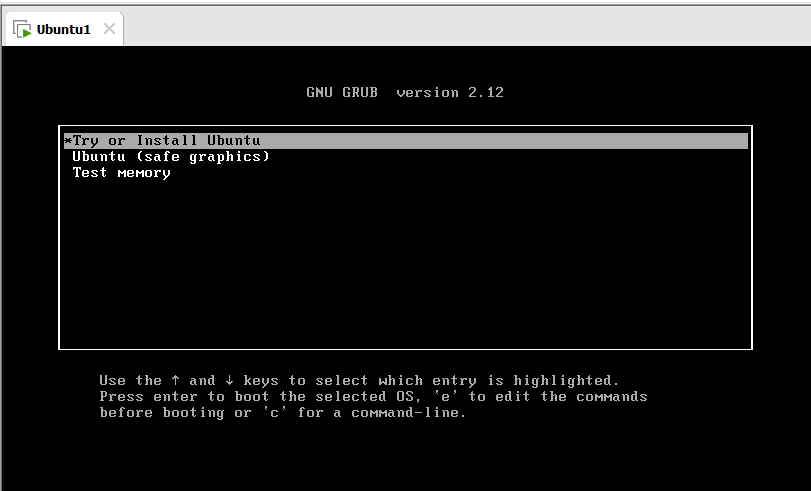 Ubuntu1
GNU GRUB  version 2.12
*Try or Install Ubuntu
Ubuntu (safe graphics)
Test memory
Use the ↑ and ↓ keys to select which entry is highlighted.
Press enter to boot the selected OS, `e' to edit the commands
before booting or `c' for a command-line.